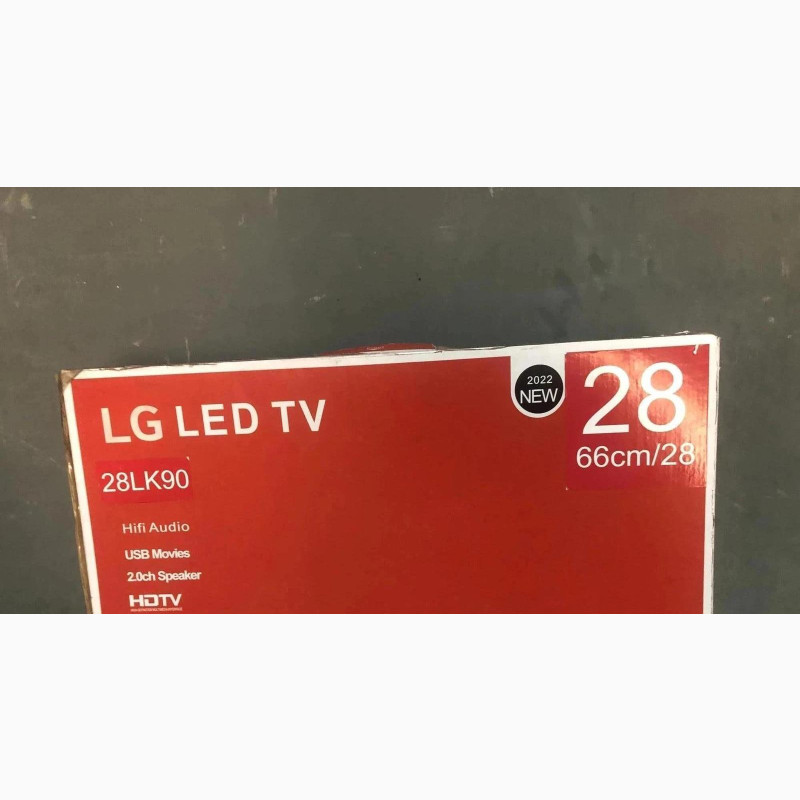 LG LED TV
2022
NEW
28
66cm/28
28LK90
Hifi Audio
USB Movies
2.0ch Speaker
HDTV